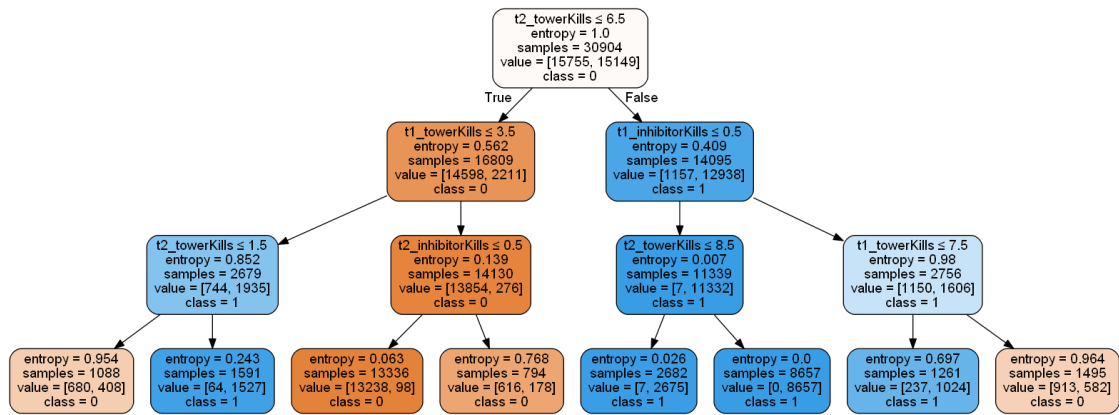 t2_towerKills ≤ 6.5
entropy = 1.0
samples = 30904
value = [15755, 15149]
class = 0
True
False
t1_towerKills ≤ 3.5
entropy = 0.562
samples = 16809
value = [14598, 2211]
class = 0
t1_inhibitorKills ≤ 0.5
entropy = 0.409
samples = 14095
value = [1157, 12938]
class = 1
t2_towerKills ≤ 1.5
entropy = 0.852
samples = 2679
value = [744, 1935]
class = 1
t2_inhibitorKills ≤ 0.5
entropy = 0.139
samples = 14130
value = [13854, 276]
class = 0
t2_towerKills ≤ 8.5
entropy = 0.007
samples = 11339
value = [7, 11332]
class = 1
t1_towerKills ≤ 7.5
entropy = 0.98
samples = 2756
value = [1150, 1606]
class = 1
entropy = 0.954
samples = 1088
value = [680, 408]
class = 0
entropy = 0.243
samples = 1591
value = [64, 1527]
class = 1
entropy = 0.063
samples = 13336
value = [13238, 98]
class = 0
entropy = 0.768
samples = 794
value = [616, 178]
class = 0
entropy = 0.026
samples = 2682
value = [7, 2675]
class = 1
entropy = 0.0
samples = 8657
value = [0, 8657]
class = 1
entropy = 0.697
samples = 1261
value = [237, 1024]
class = 1
entropy = 0.964
samples = 1495
value = [913, 582]
class = 0